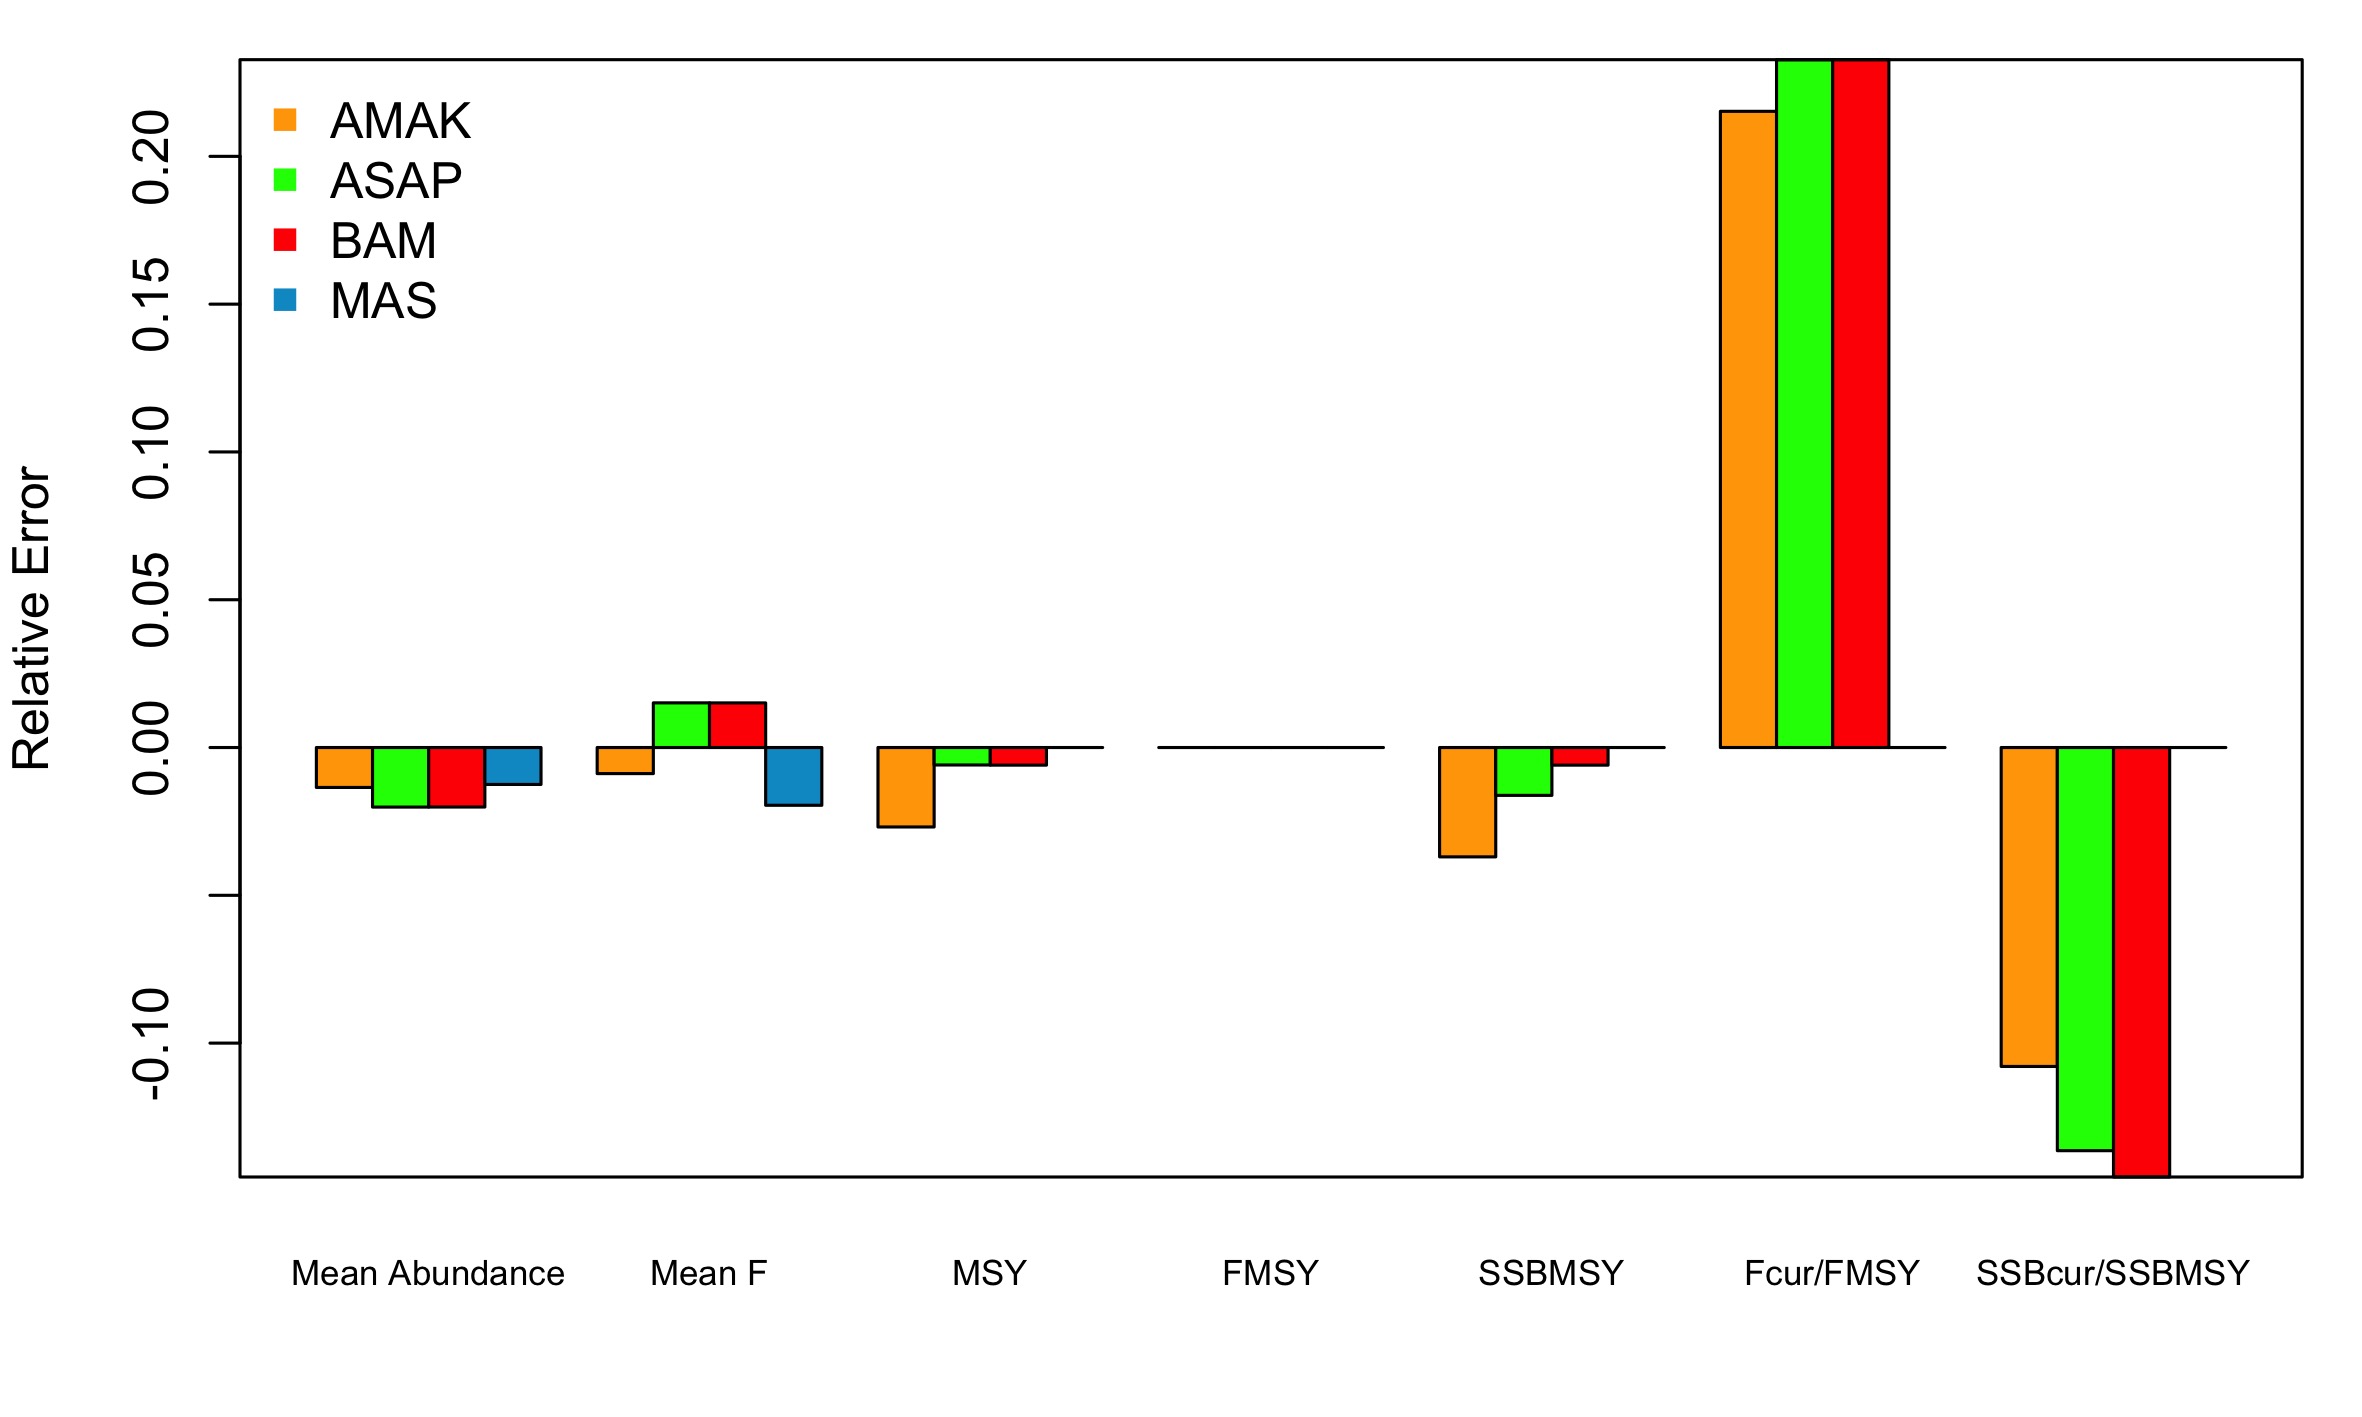 AMAK
ASAP
BAM
MAS
Relative Error
0.20
0.15
0.10
0.05
0.00
-0.10
Mean Abundance Mean F MSY FMSY SSBMSY Fcur/FMSY SSBcur/SSBMSY